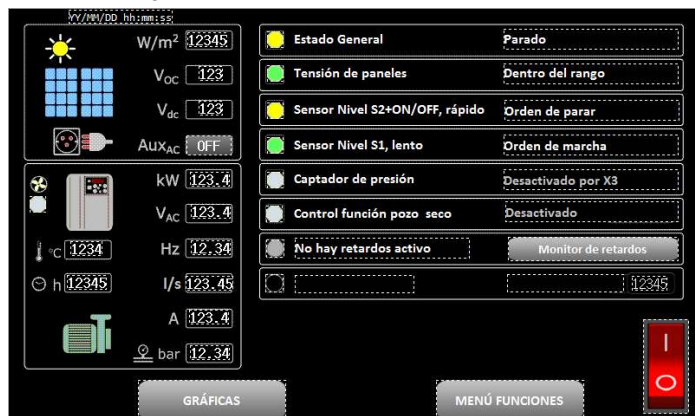 YY/MM/DD hh:mm:ss
W/m² 12345
Voc 123
Vdc 123
AuxAC OFF
kW 123.4
VAC 123.4
°C 1234 Hz 12.34
h 12345 l/s 123.45
A 123.4
bar 12.34
Estado General Parado
Tensión de paneles Dentro del rango
Sensor Nivel S2+ON/OFF, rápido Orden de parar
Sensor Nivel S1, lento Orden de marcha
Captador de presión Desactivado por X3
Control función pozo seco Desactivado
No hay retardos activo Monitor de retardos
12345
I
O
GRÁFICAS MENÚ FUNCIONES